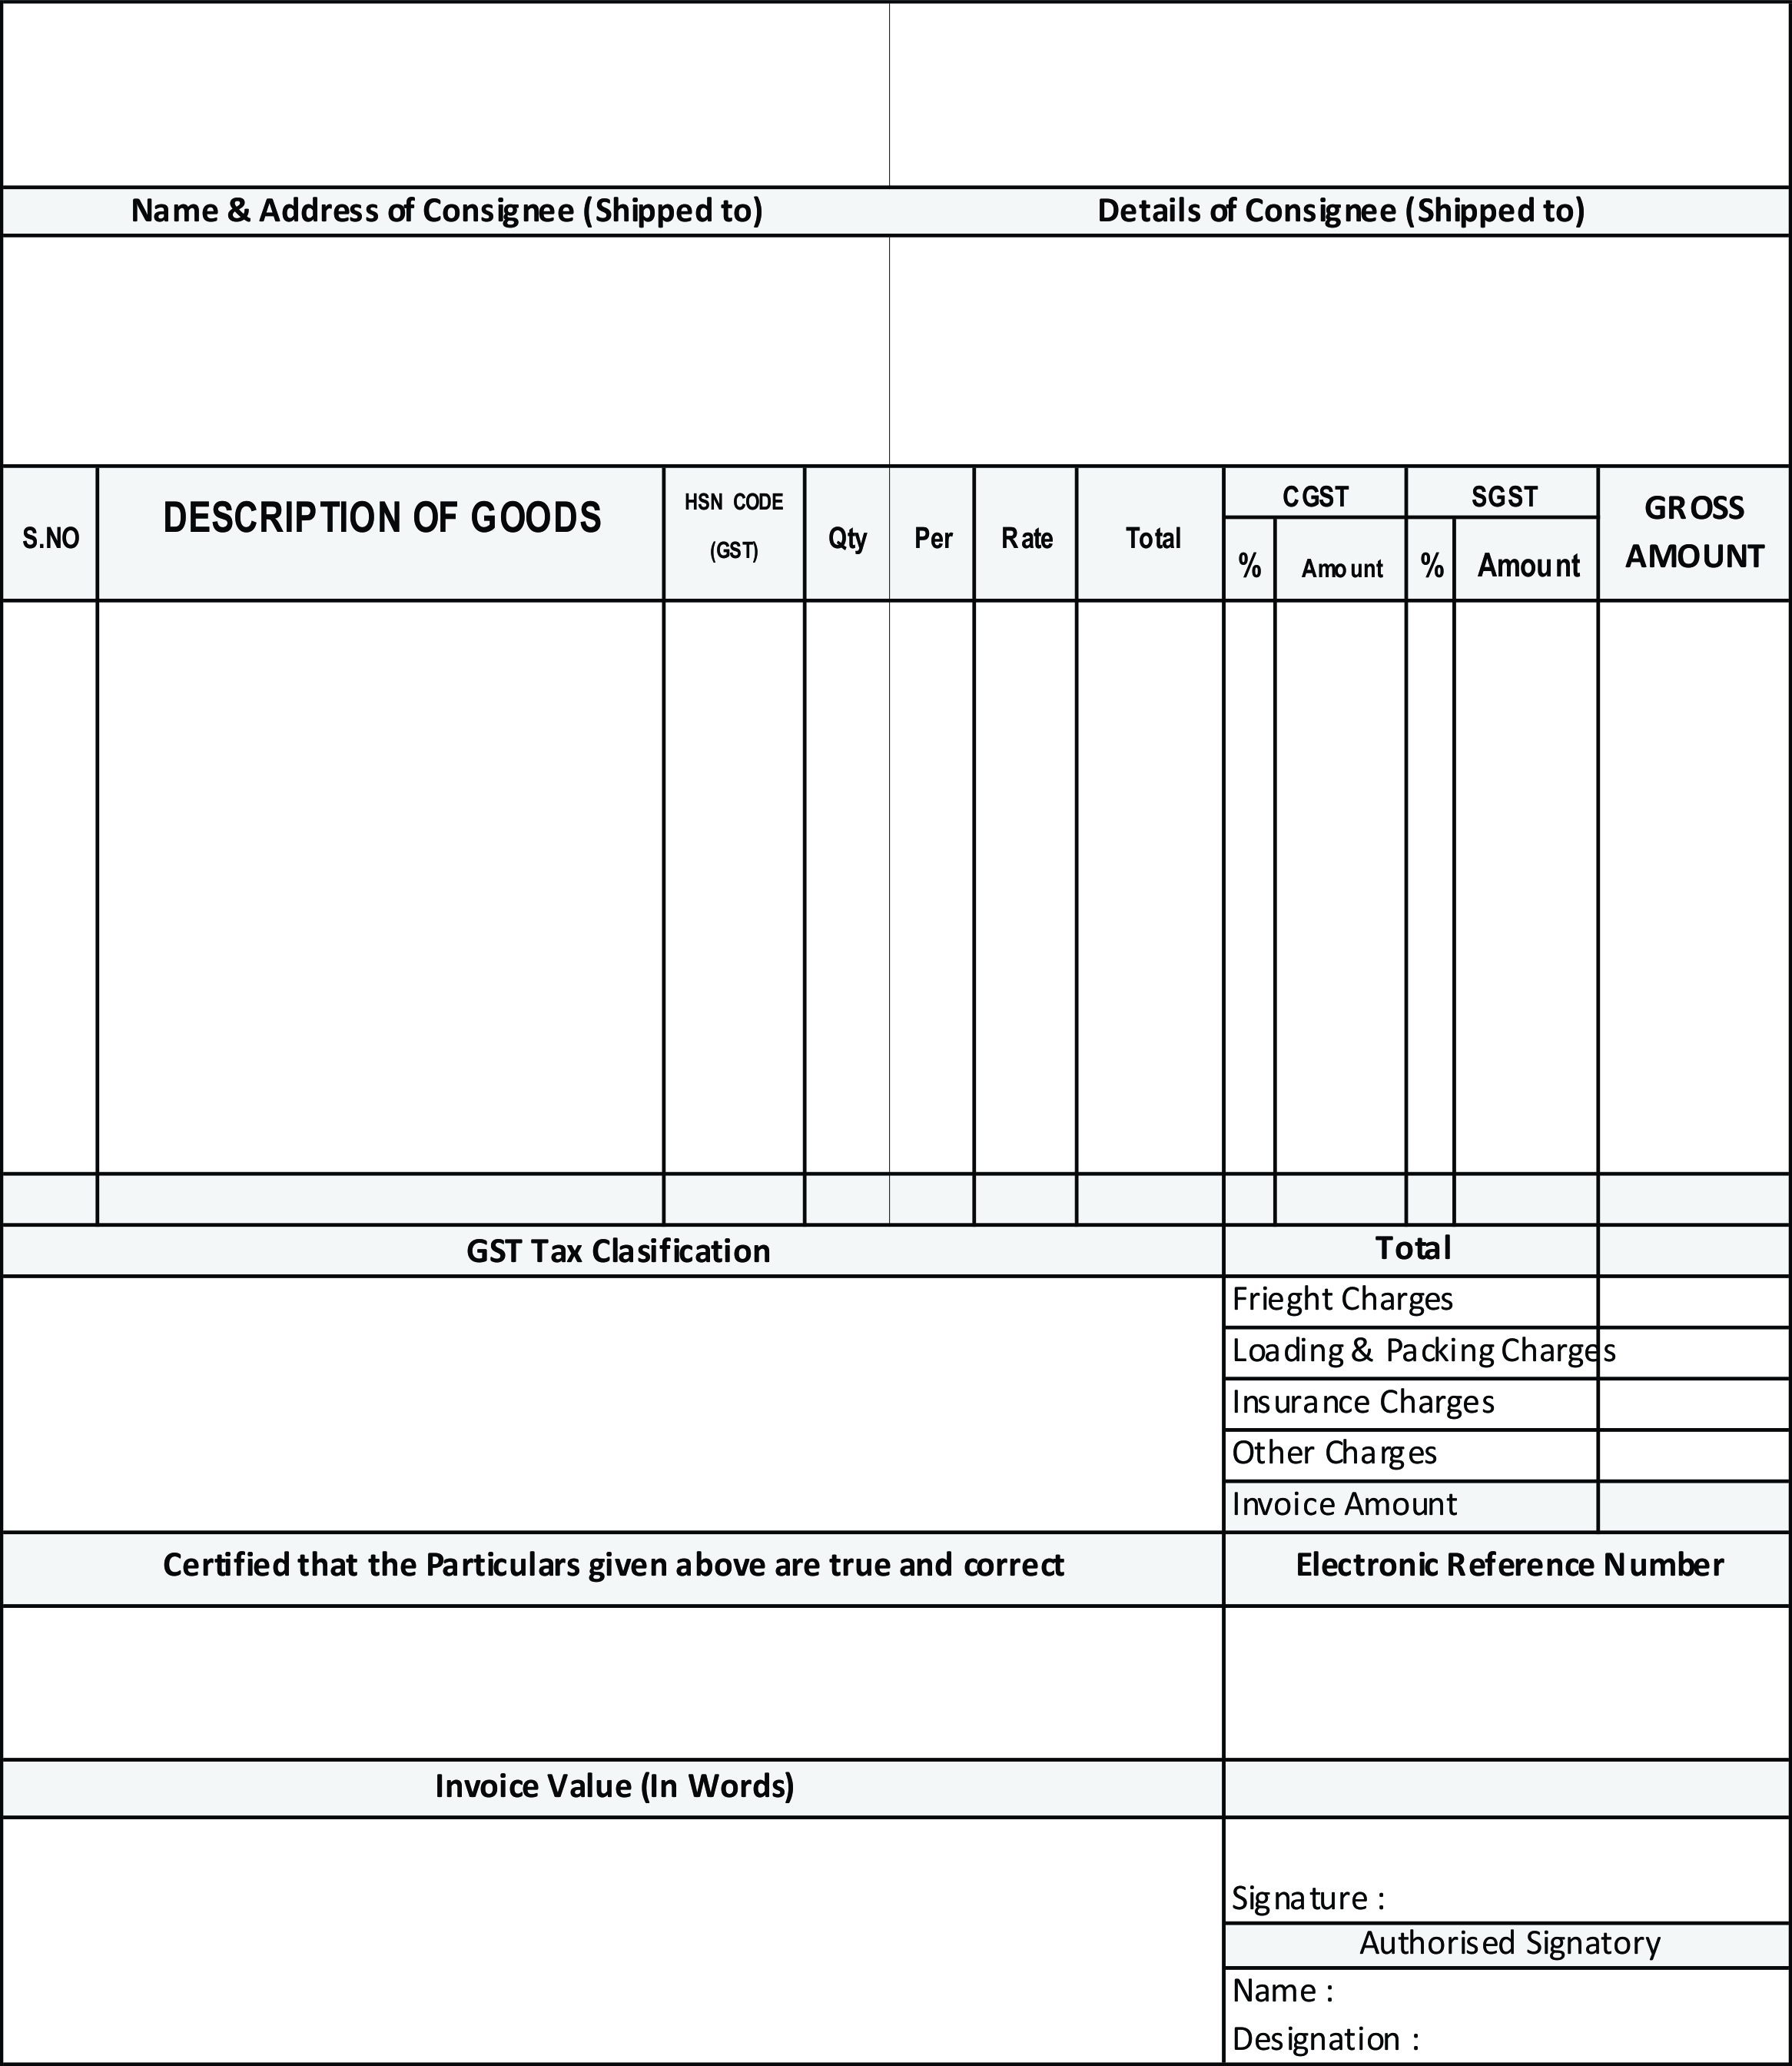 Name & Address of Consignee (Shipped to) Details of Consignee (Shipped to)
S.NO DESCRIPTION OF GOODS HSN CODE (GST) Qty Per Rate Total CGST SGST GROSS AMOUNT
% Amount % Amount
GST Tax Clasification Total
Frieght Charges
Loading & Packing Charges
Insurance Charges
Other Charges
Invoice Amount
Certified that the Particulars given above are true and correct Electronic Reference Number
Invoice Value (In Words)
Signature :
Authorised Signatory
Name :
Designation :